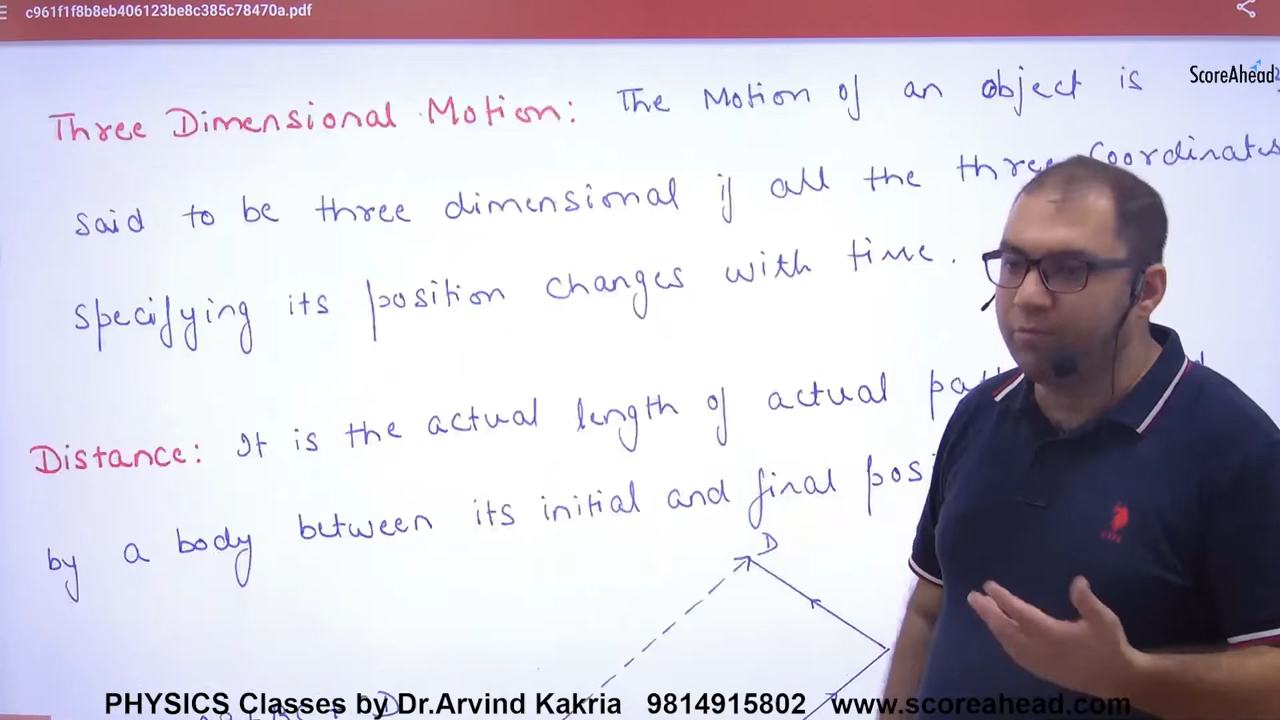 c961f1f8b8eb406123be8c385c78470a.pdf
ScoreAhead
Three Dimensional Motion: The Motion of an object is
said to be three dimensional if all the three Coordinates
specifying its position changes with time.
Distance: It is the actual length of actual
by a body between its initial and final
D
PHYSICS Classes by Dr.Arvind Kakria 9814915802 www.scoreahead.com